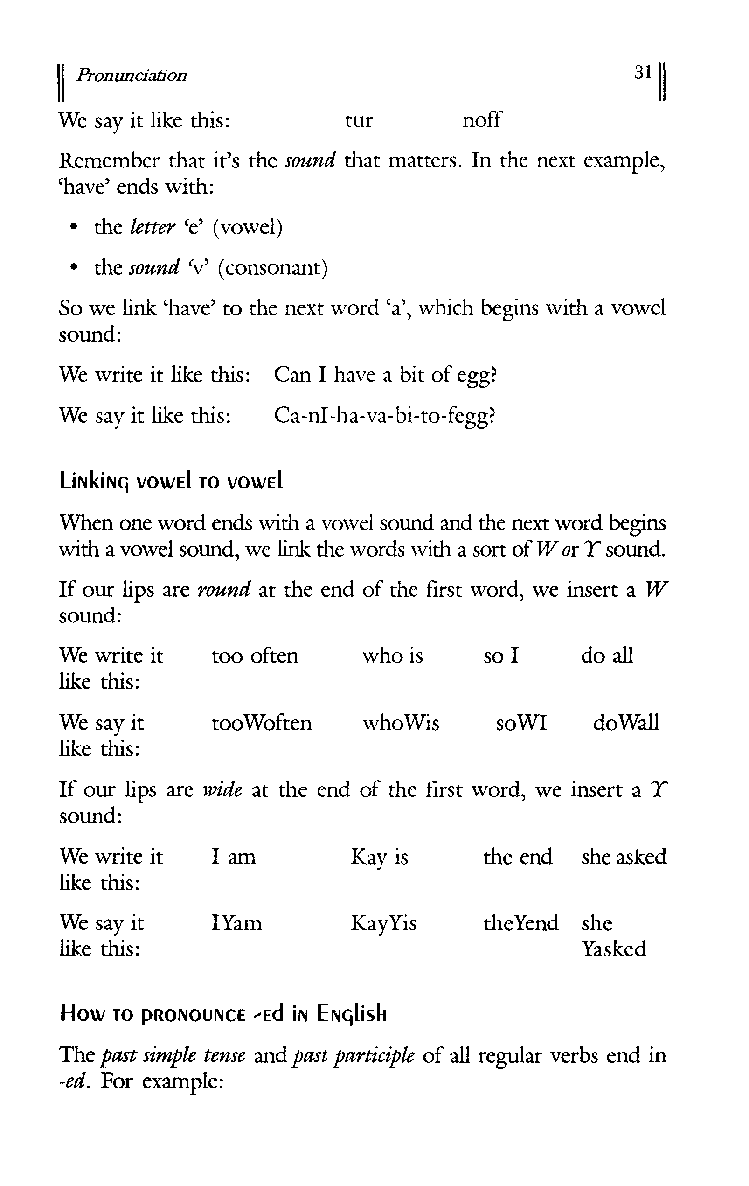 Pronunciation 31
We say it like this: tur noff
Remember that it's the sound that matters. In the next example,
'have' ends with:
• the letter 'e' (vowel)
• the sound 'v' (consonant)
So we link 'have' to the next word 'a', which begins with a vowel
sound:
We write it like this: Can I have a bit of egg?
We say it like this: Ca-nI-ha-va-bi-to-fegg?
Linking vowel to vowel
When one word ends with a vowel sound and the next word begins
with a vowel sound, we link the words with a sort of W or Y sound.
If our lips are round at the end of the first word, we insert a W
sound:
We write it too often who is so I do all
like this:
We say it tooWoften whoWis soWI doWall
like this:
If our lips are wide at the end of the first word, we insert a Y
sound:
We write it I am Kay is the end she asked
like this:
We say it IYam KayYis theYend she
like this: Yasked
How to pronounce -ed in English
The past simple tense and past participle of all regular verbs end in
-ed. For example: